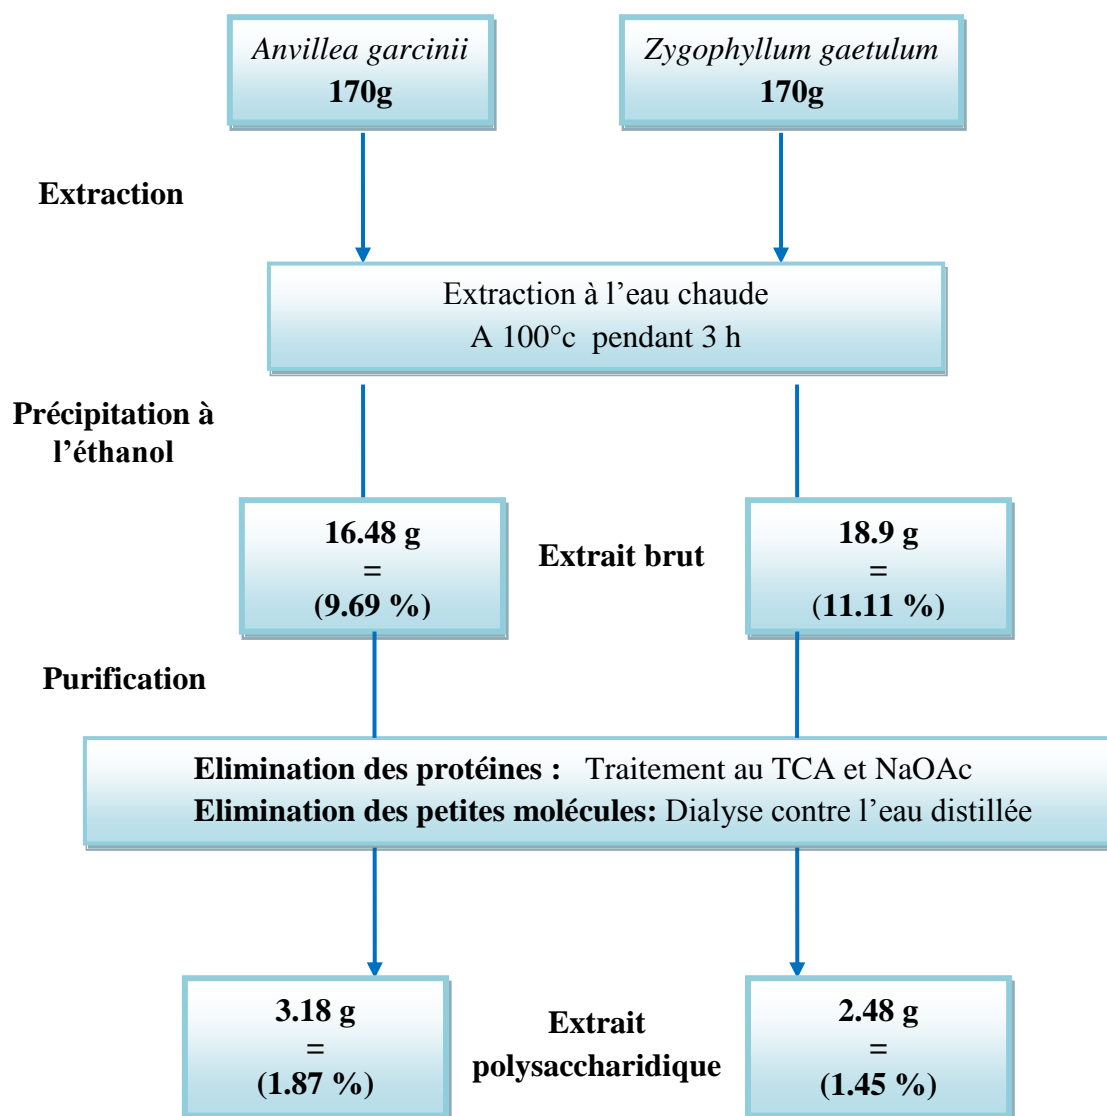 Anvillea garcinii
170g
Zygophyllum gaetulum
170g
Extraction
Extraction à l’eau chaude
A 100°c pendant 3 h
Précipitation à
l’éthanol
16.48 g
=
(9.69 %)
Extrait brut
18.9 g
=
(11.11 %)
Purification
Elimination des protéines : Traitement au TCA et NaOAc
Elimination des petites molécules: Dialyse contre l’eau distillée
3.18 g
=
(1.87 %)
Extrait
polysaccharidique
2.48 g
=
(1.45 %)